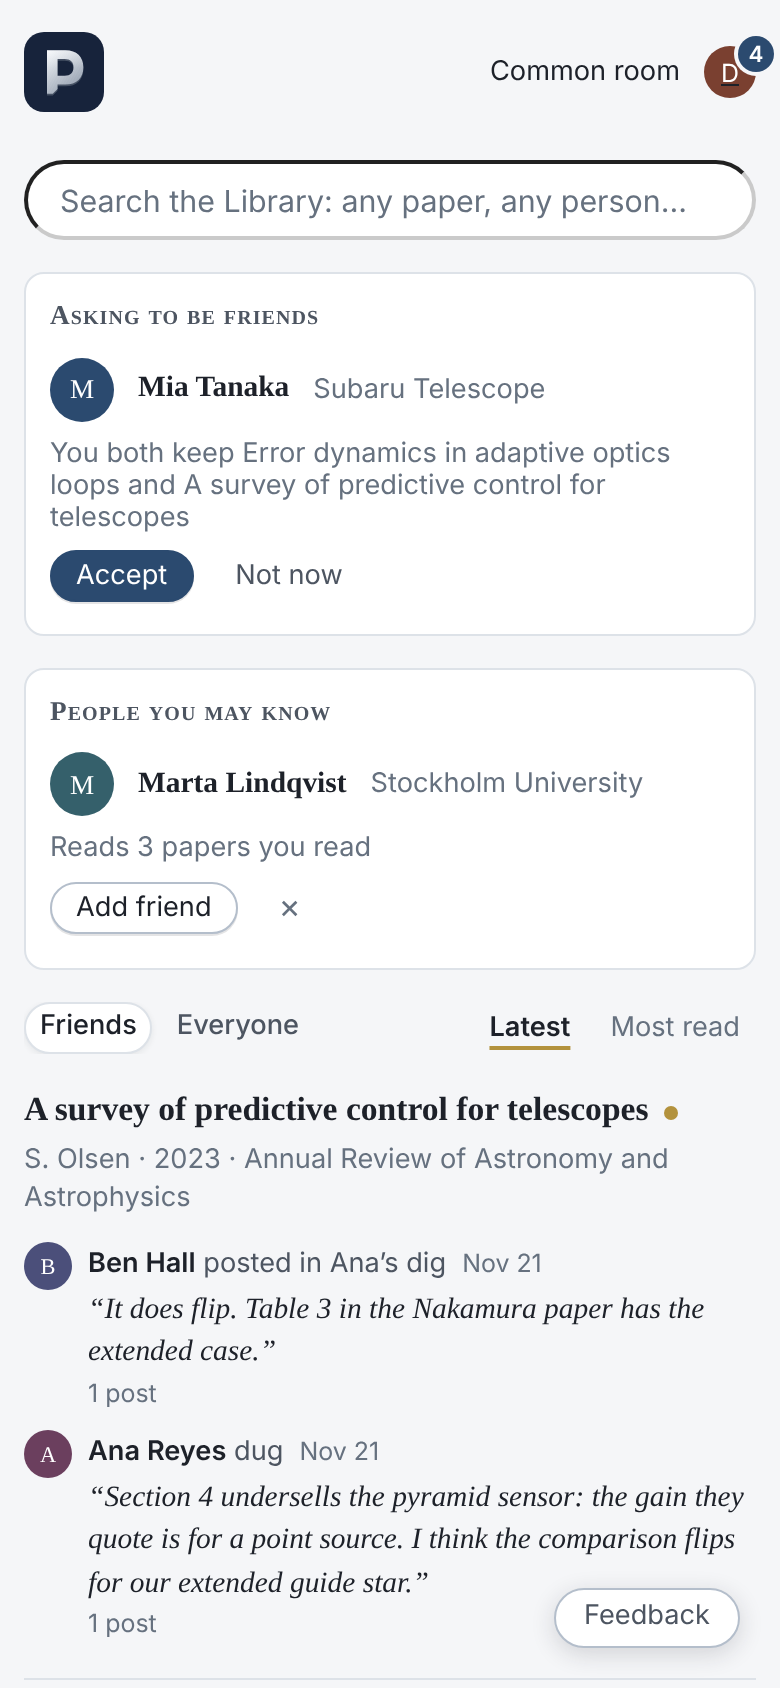 P
Common room
D
4
Search the Library: any paper, any person…
Asking to be friends
M
Mia Tanaka Subaru Telescope
You both keep Error dynamics in adaptive optics
loops and A survey of predictive control for
telescopes
Accept Not now
People you may know
M
Marta Lindqvist Stockholm University
Reads 3 papers you read
Add friend ×
Friends Everyone Latest Most read
A survey of predictive control for telescopes
S. Olsen · 2023 · Annual Review of Astronomy and
Astrophysics
B
Ben Hall posted in Ana’s dig Nov 21
“It does flip. Table 3 in the Nakamura paper has the
extended case.”
1 post
A
Ana Reyes dug Nov 21
“Section 4 undersells the pyramid sensor: the gain they
quote is for a point source. I think the comparison flips
for our extended guide star.”
1 post
Feedback